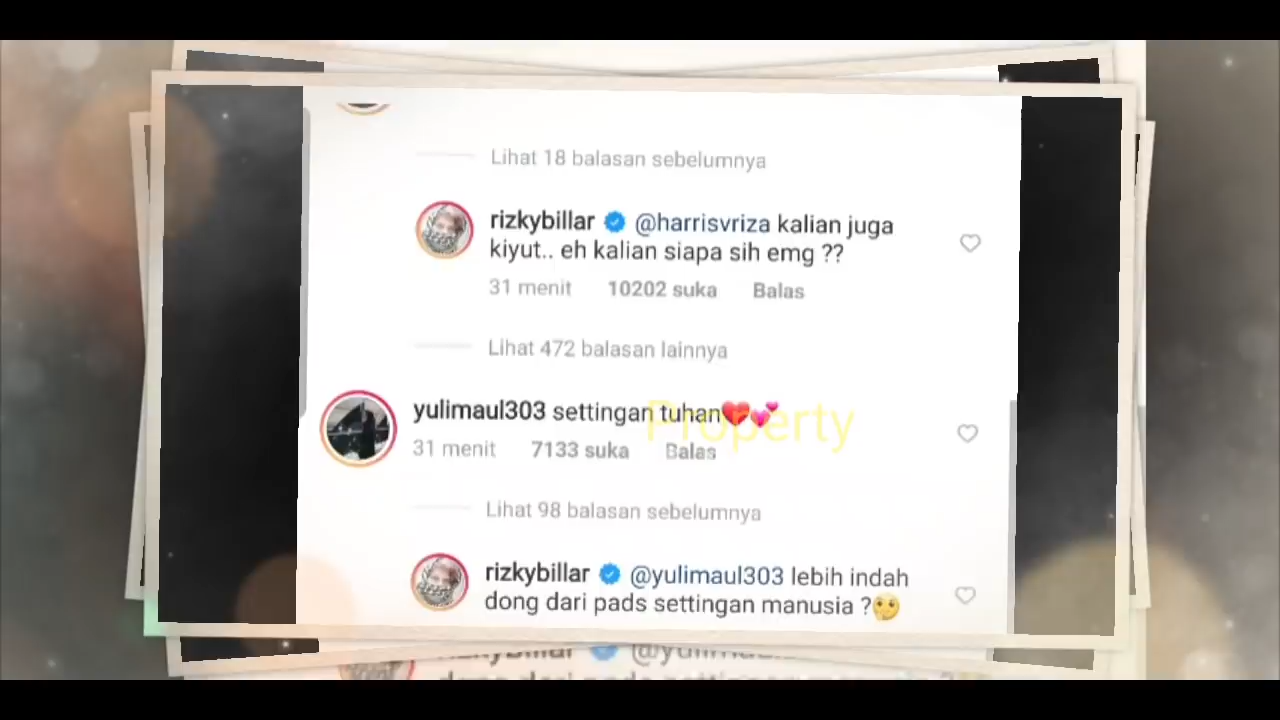 Lihat 18 balasan sebelumnya
rizkybillar @harrisvriza kalian juga
kiyut.. eh kalian siapa sih emg ??
31 menit 10202 suka Balas
Lihat 472 balasan lainnya
yulimaul303 settingan tuhan💔💕
Property
31 menit 7133 suka Balas
Lihat 98 balasan sebelumnya
rizkybillar @yulimaul303 lebih indah
dong dari pads settingan manusia ?🤔